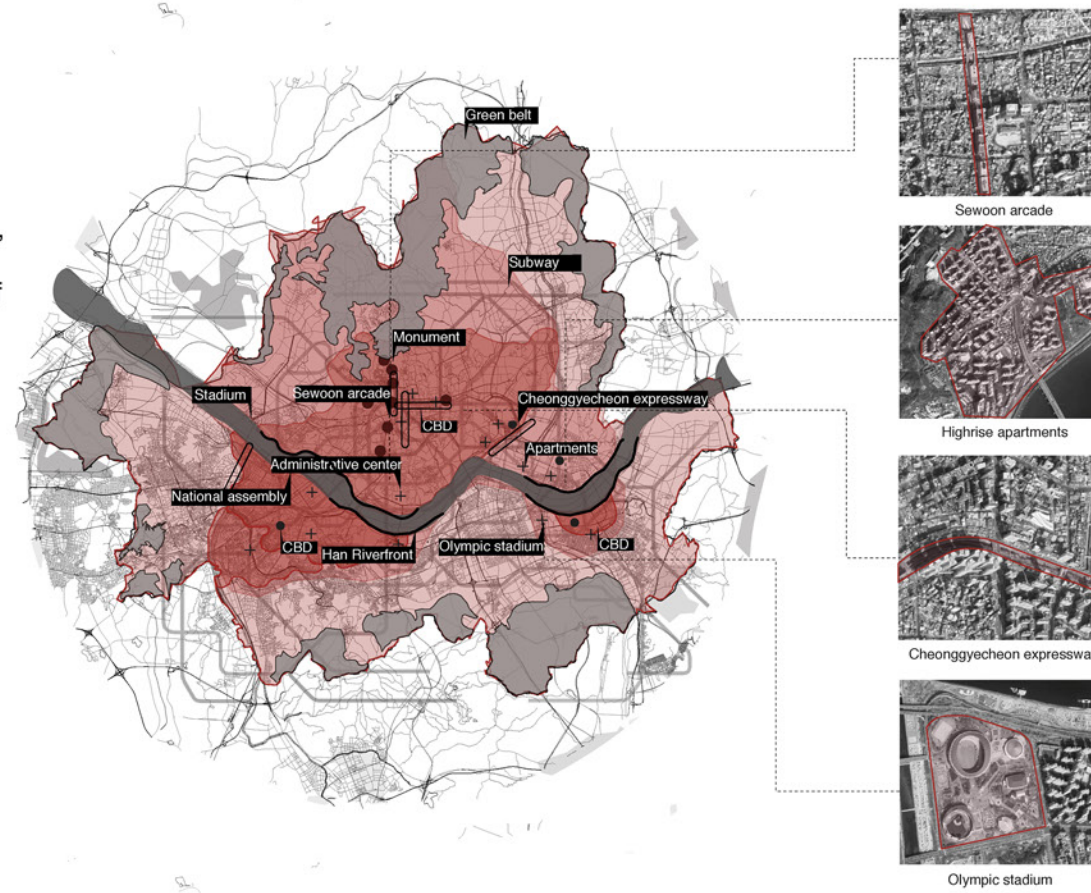 Green belt
Subway
Monument
Stadium
Sewoon arcade
Cheonggyecheon expressway
CBD
Administrative center
Apartments
National assembly
CBD
Han Riverfront
Olympic stadium
CBD
Sewoon arcade
Highrise apartments
Cheonggyecheon expresswa
Olympic stadium